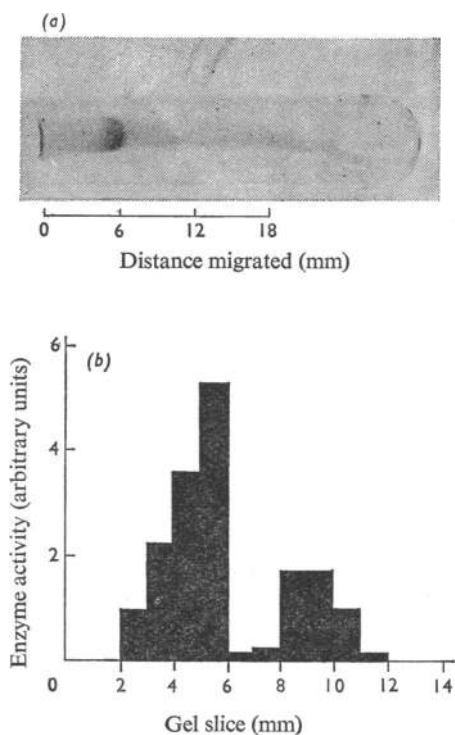 (a)
0 6 12 18
Distance migrated (mm)
(b)
Enzyme activity (arbitrary units)
6
4
2
0
2 4 6 8 10 12 14
Gel slice (mm)